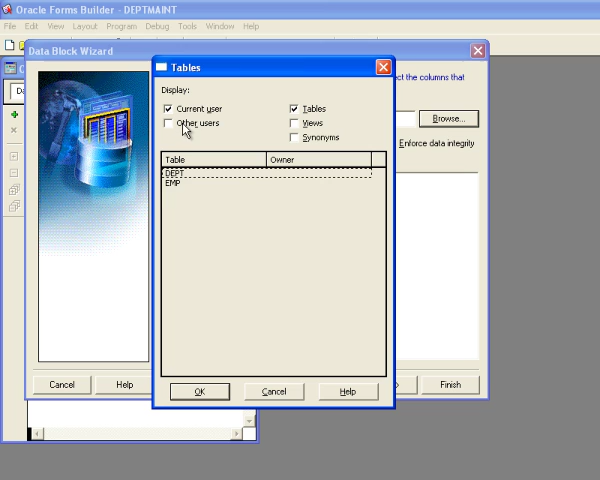 Oracle Forms Builder - DEPTMAINT
File Edit View Layout Program Debug Tools Window Help
Data Block Wizard
Tables
ct the columns that
Display:
Current user
Tables
Other users
Views
Browse...
Synonyms
Enforce data integrity
Table Owner
DEPT
EMP
Cancel
Help
Finish
OK
Cancel
Help